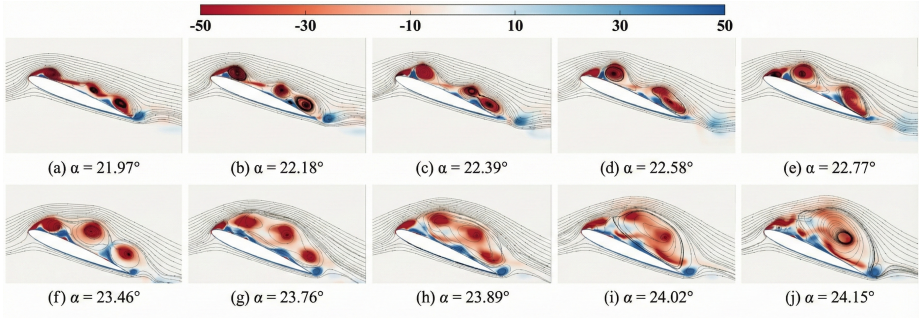 -50 -30 -10 10 30 50
(a) α = 21.97° (b) α = 22.18° (c) α = 22.39° (d) α = 22.58° (e) α = 22.77°
(f) α = 23.46° (g) α = 23.76° (h) α = 23.89° (i) α = 24.02° (j) α = 24.15°